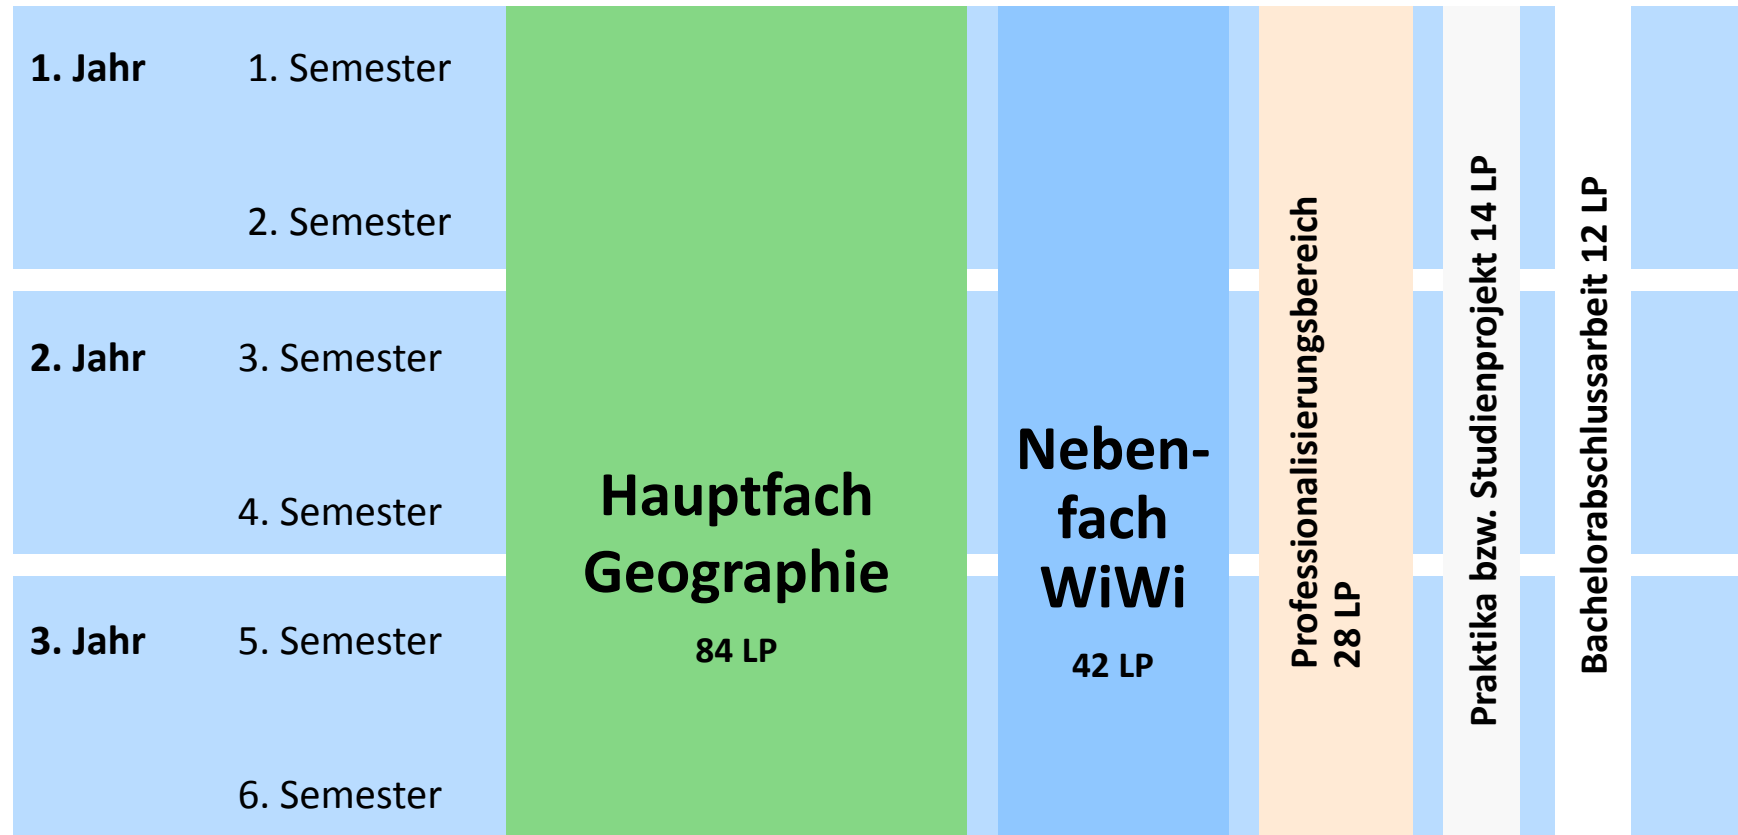 1. Jahr 1. Semester
2. Semester
2. Jahr 3. Semester
4. Semester
3. Jahr 5. Semester
6. Semester
Hauptfach
Geographie
84 LP
Neben-
fach
WiWi
42 LP
Professionalisierungsbereich
28 LP
Praktika bzw. Studienprojekt 14 LP
Bachelorabschlussarbeit 12 LP